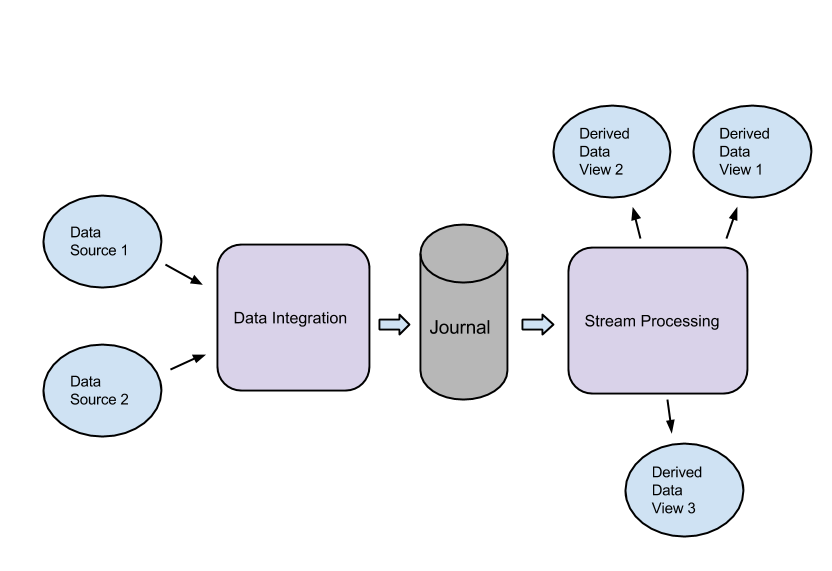 Derived
Data
View 2
Derived
Data
View 1
Data
Source 1
Data Integration
Journal
Stream Processing
Data
Source 2
Derived
Data
View 3